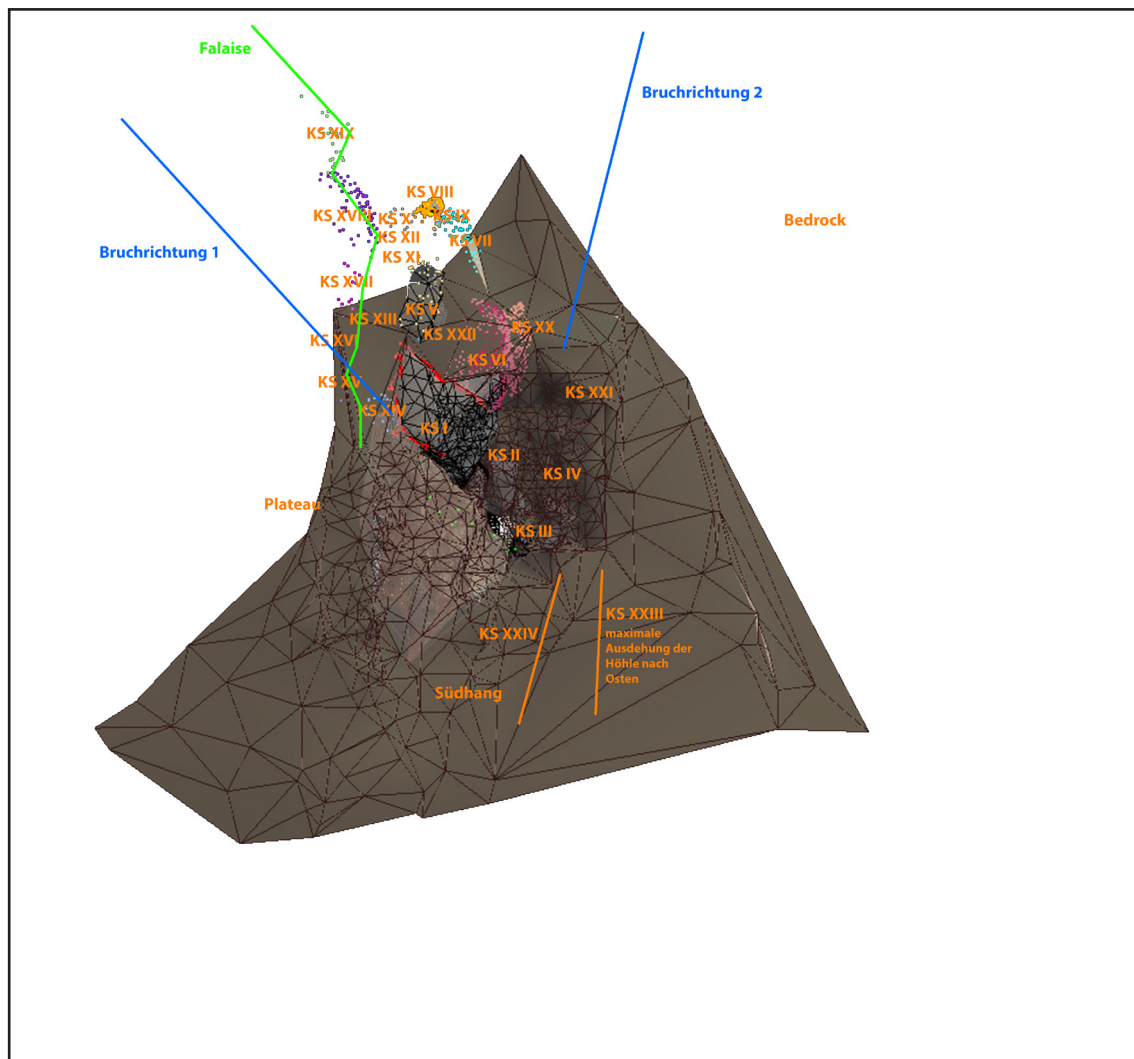 Falaise
Bruchrichtung 2
KS XIX
KS VIII
KS XVIII
KS X
KS IX
Bedrock
KS XII
KS VII
Bruchrichtung 1
KS XI
KS XVII
KS V
KS XIII
KS XX
KS XXII
KS XVI
KS VI
KS XV
KS XXI
KS XIV
KS I
KS II
KS IV
Plateau
KS III
KS XXIII
KS XXIV
maximale
Ausdehung der
Höhle nach
Osten
Südhang